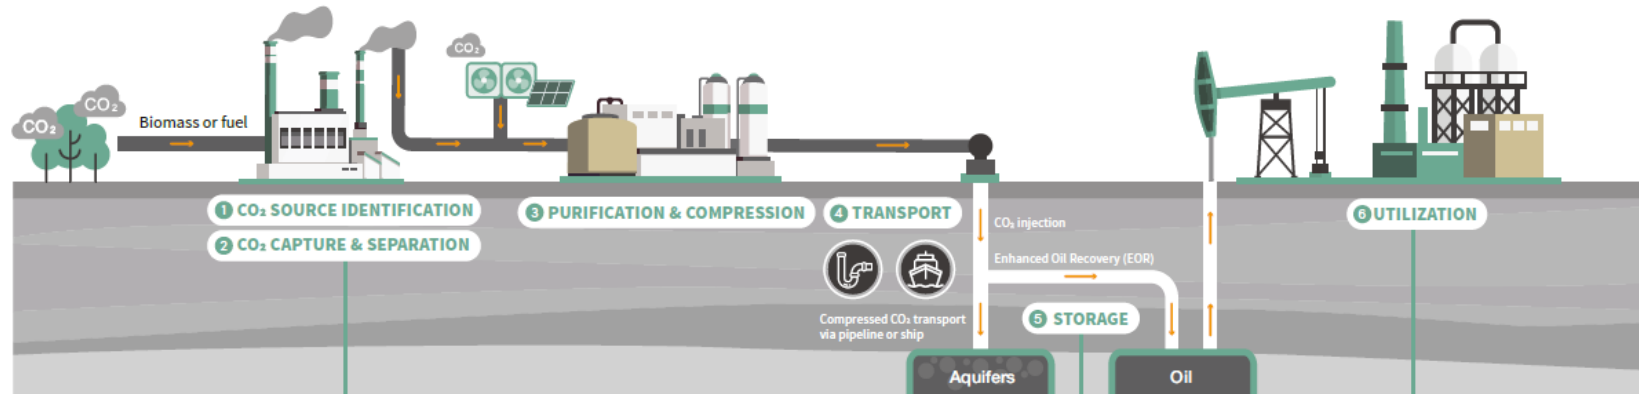 CO₂
CO₂
Biomass or fuel
CO₂
1 CO₂ SOURCE IDENTIFICATION
2 CO₂ CAPTURE & SEPARATION
3 PURIFICATION & COMPRESSION
4 TRANSPORT
Compressed CO₂ transport
via pipeline or ship
CO₂ injection
Enhanced Oil Recovery (EOR)
5 STORAGE
Aquifers
Oil
6 UTILIZATION